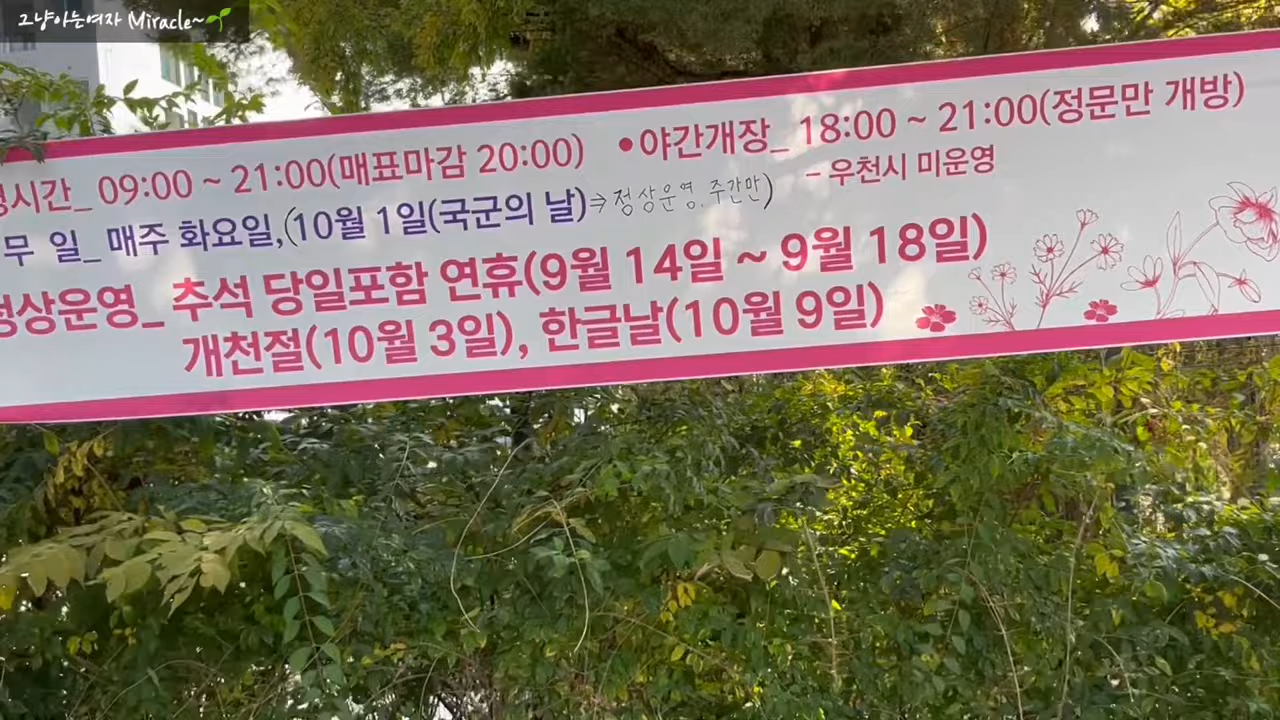 그냥아는여자 Miracle~
영시간_ 09:00 ~ 21:00(매표마감 20:00) •야간개장_ 18:00 ~ 21:00(정문만 개방)
- 우천시 미운영
무 일_ 매주 화요일,(10월 1일(국군의 날)⇒정상운영.주간만)
상운영_ 추석 당일포함 연휴(9월 14일 ~ 9월 18일)
개천절(10월 3일), 한글날(10월 9일)